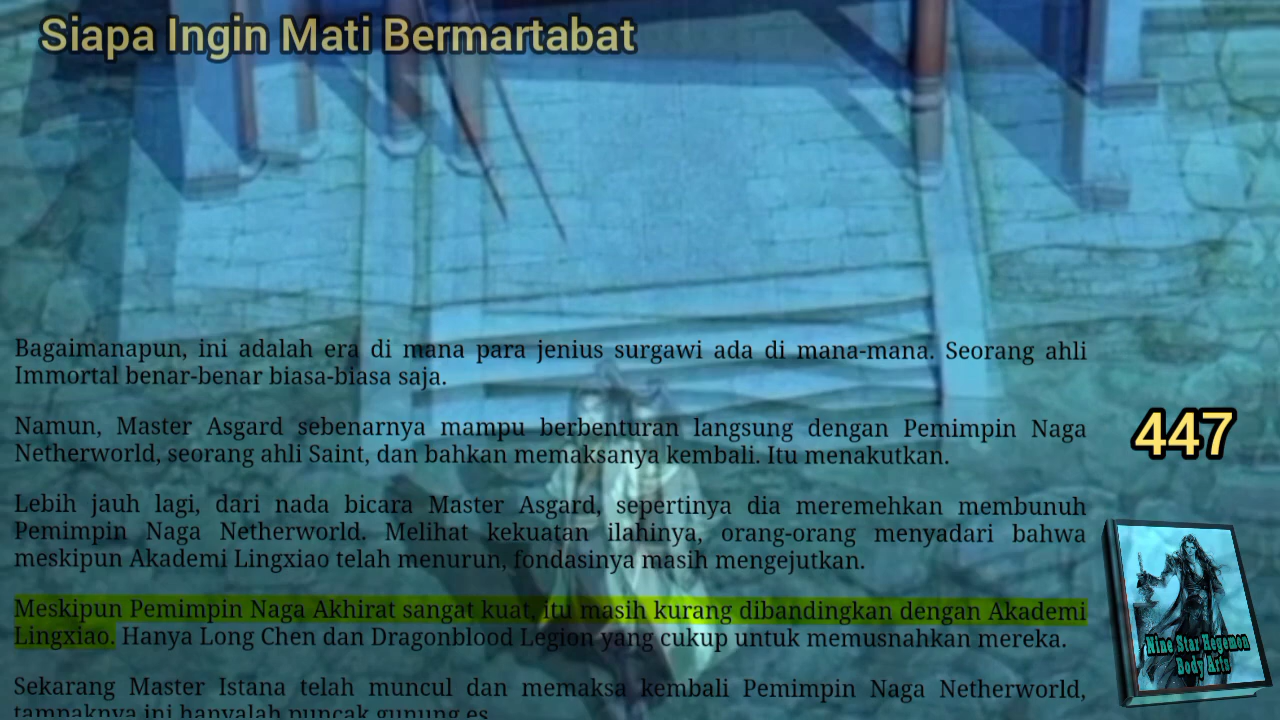 Siapa Ingin Mati Bermartabat
Bagaimanapun, ini adalah era di mana para jenius surgawi ada di mana-mana. Seorang ahli
Immortal benar-benar biasa-biasa saja.
Namun, Master Asgard sebenarnya mampu berbenturan langsung dengan Pemimpin Naga
Netherworld, seorang ahli Saint, dan bahkan memaksanya kembali. Itu menakutkan.
447
Lebih jauh lagi, dari nada bicara Master Asgard, sepertinya dia meremehkan membunuh
Pemimpin Naga Netherworld. Melihat kekuatan ilahinya, orang-orang menyadari bahwa
meskipun Akademi Lingxiao telah menurun, fondasinya masih mengejutkan.
Meskipun Pemimpin Naga Akhirat sangat kuat, itu masih kurang dibandingkan dengan Akademi
Lingxiao. Hanya Long Chen dan Dragonblood Legion yang cukup untuk memusnahkan mereka.
Nine Star Hegemon
Body Arts
Sekarang Master Istana telah muncul dan memaksa kembali Pemimpin Naga Netherworld,
tampaknya ini hanyalah puncak gunung es.